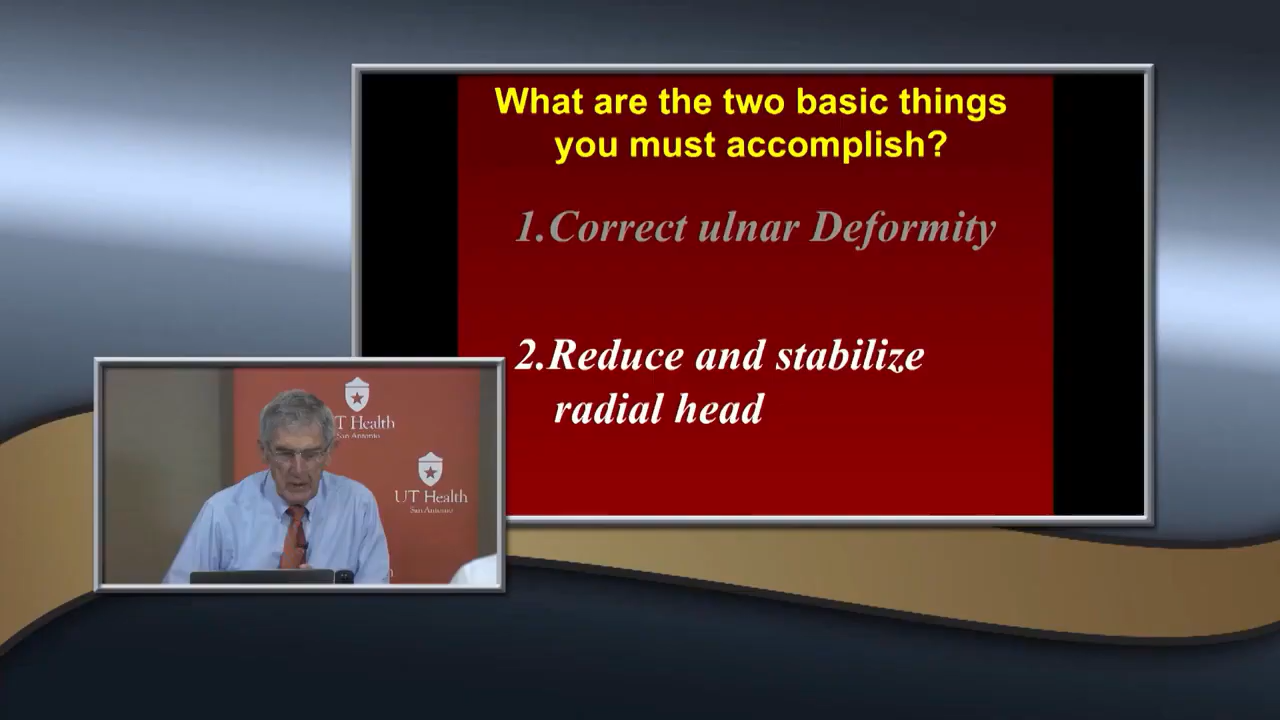 What are the two basic things
you must accomplish?
1.Correct ulnar Deformity
2.Reduce and stabilize
radial head
T Health
San Antonio
UT Health
San Antonio